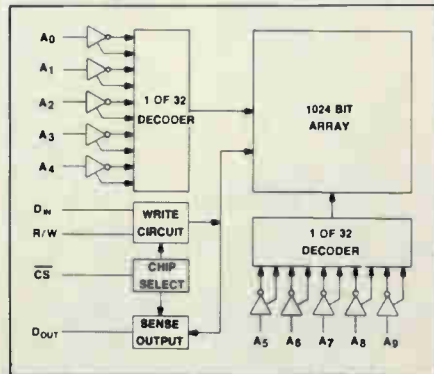 A0
A1
A2
A3
A4
1 OF 32
DECODER
1024 BIT
ARRAY
DIN
R/W
WRITE
CIRCUIT
CS
CHIP
SELECT
DOUT
SENSE
OUTPUT
1 OF 32
DECODER
A5 A6 A7 A8 A9